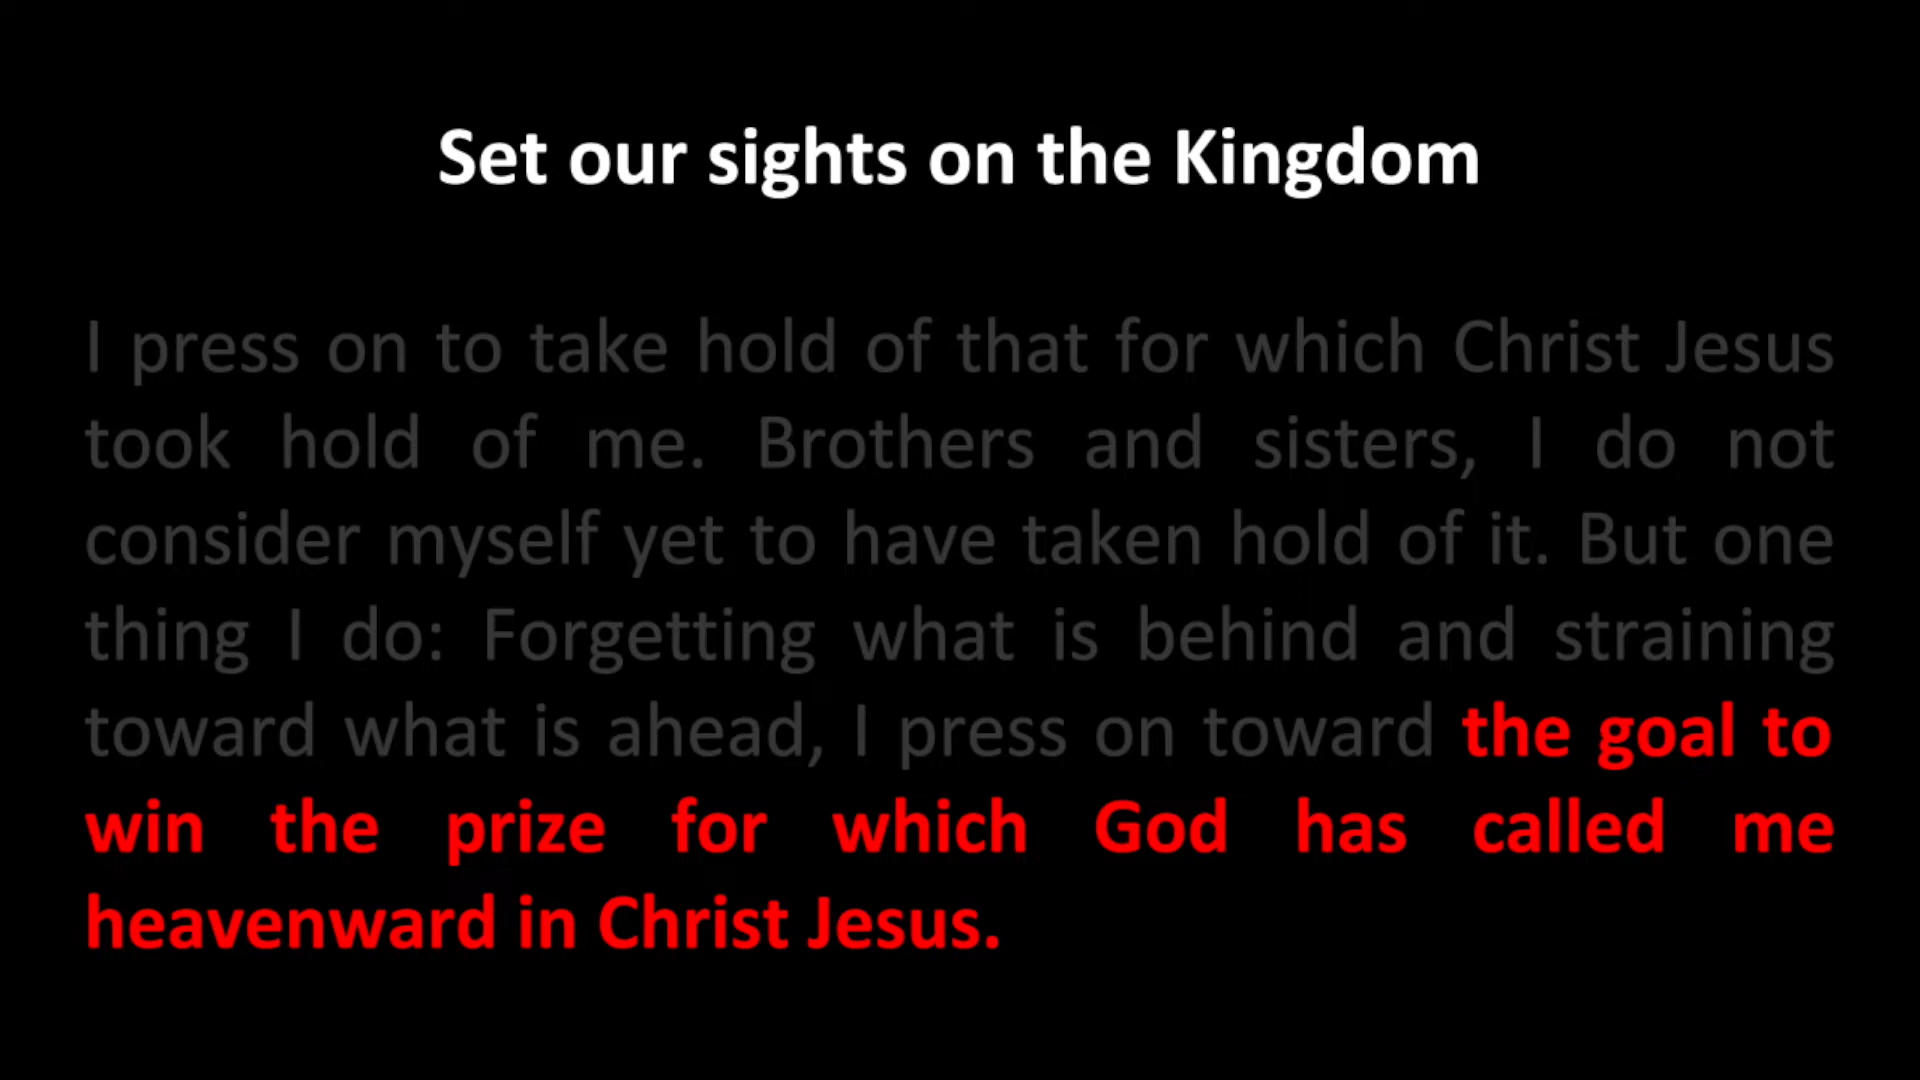 Set our sights on the Kingdom
I press on to take hold of that for which Christ Jesus
took hold of me. Brothers and sisters, I do not
consider myself yet to have taken hold of it. But one
thing I do: Forgetting what is behind and straining
toward what is ahead, I press on toward the goal to
win the prize for which God has called me
heavenward in Christ Jesus.